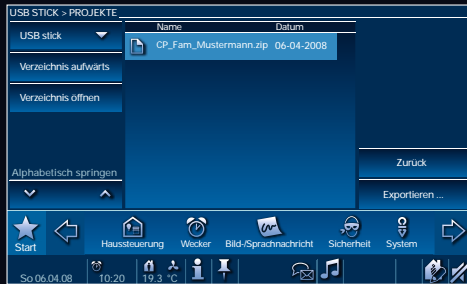 USB STICK > PROJEKTE
USB stick
Verzeichnis aufwärts
Verzeichnis öffnen
Alphabetisch springen
Name Datum
CP_Fam_Mustermann.zip 06-04-2008
Zurück
Exportieren ...
Start
Haussteuerung
Wecker
Bild-/Sprachnachricht
Sicherheit
System
So 06.04.08 10:20 19.3 °C